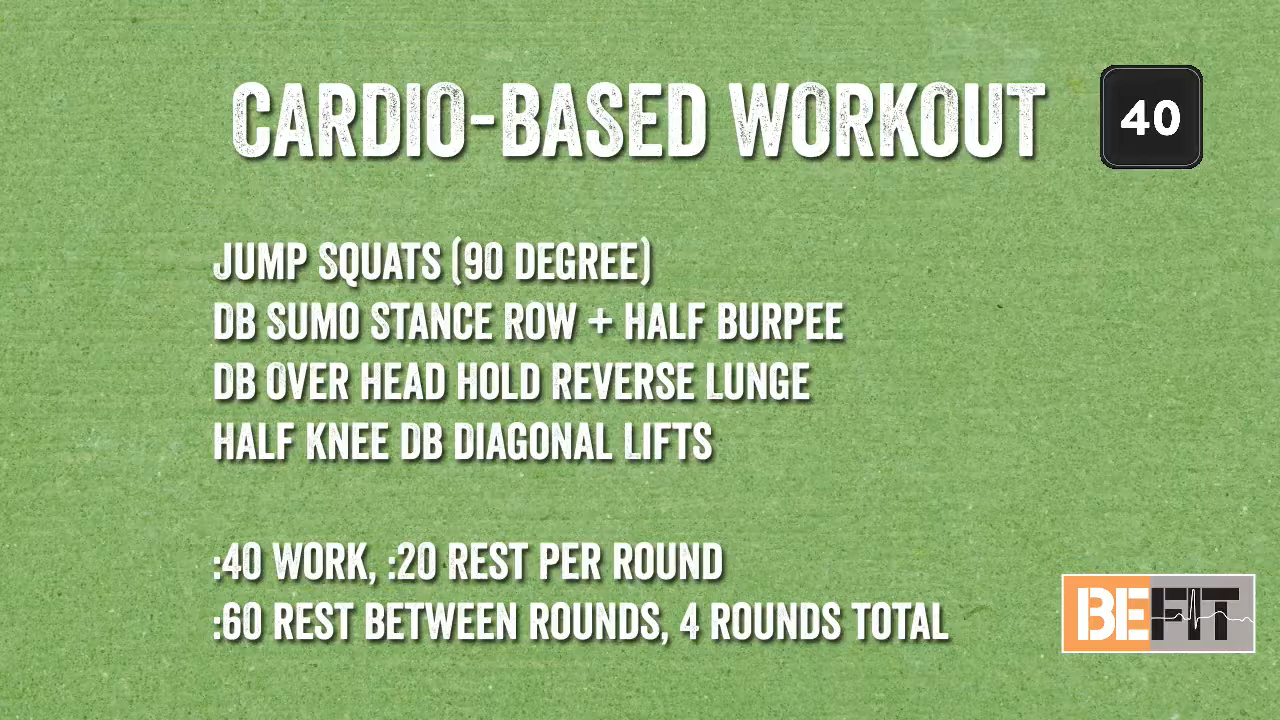 CARDIO-BASED WORKOUT
40
JUMP SQUATS (90 DEGREE)
DB SUMO STANCE ROW + HALF BURPEE
DB OVER HEAD HOLD REVERSE LUNGE
HALF KNEE DB DIAGONAL LIFTS
:40 WORK, :20 REST PER ROUND
:60 REST BETWEEN ROUNDS, 4 ROUNDS TOTAL
BEFIT